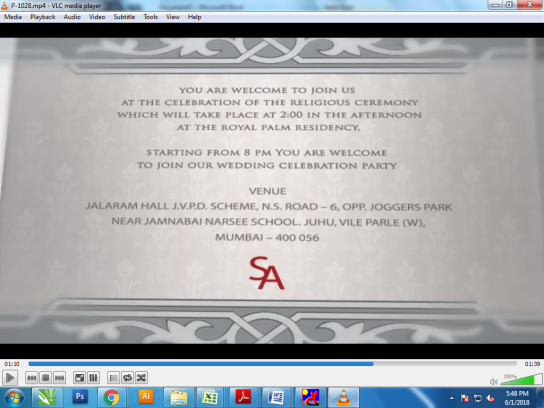 P-1028.mp4 - VLC media player
Media Playback Audio Video Subtitle Tools View Help
YOU ARE WELCOME TO JOIN US
AT THE CELEBRATION OF THE RELIGIOUS CEREMONY
WHICH WILL TAKE PLACE AT 2:00 IN THE AFTERNOON
AT THE ROYAL PALM RESIDENCY.
STARTING FROM 8 PM YOU ARE WELCOME
TO JOIN OUR WEDDING CELEBRATION PARTY
VENUE
JALARAM HALL J.V.P.D. SCHEME, N.S. ROAD – 6, OPP. JOGGERS PARK
NEAR JAMNABAI NARSEE SCHOOL. JUHU, VILE PARLE (W),
MUMBAI – 400 056
SA
01:10
01:39
100%
Ps
Ai
W
5:48 PM
6/1/2018